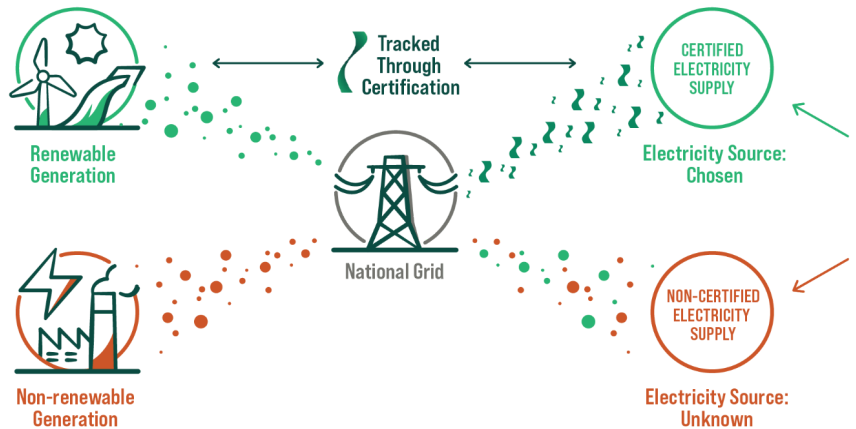 Tracked
Through
Certification
CERTIFIED
ELECTRICITY
SUPPLY
Renewable
Generation
Electricity Source:
Chosen
National Grid
NON-CERTIFIED
ELECTRICITY
SUPPLY
Non-renewable
Generation
Electricity Source:
Unknown